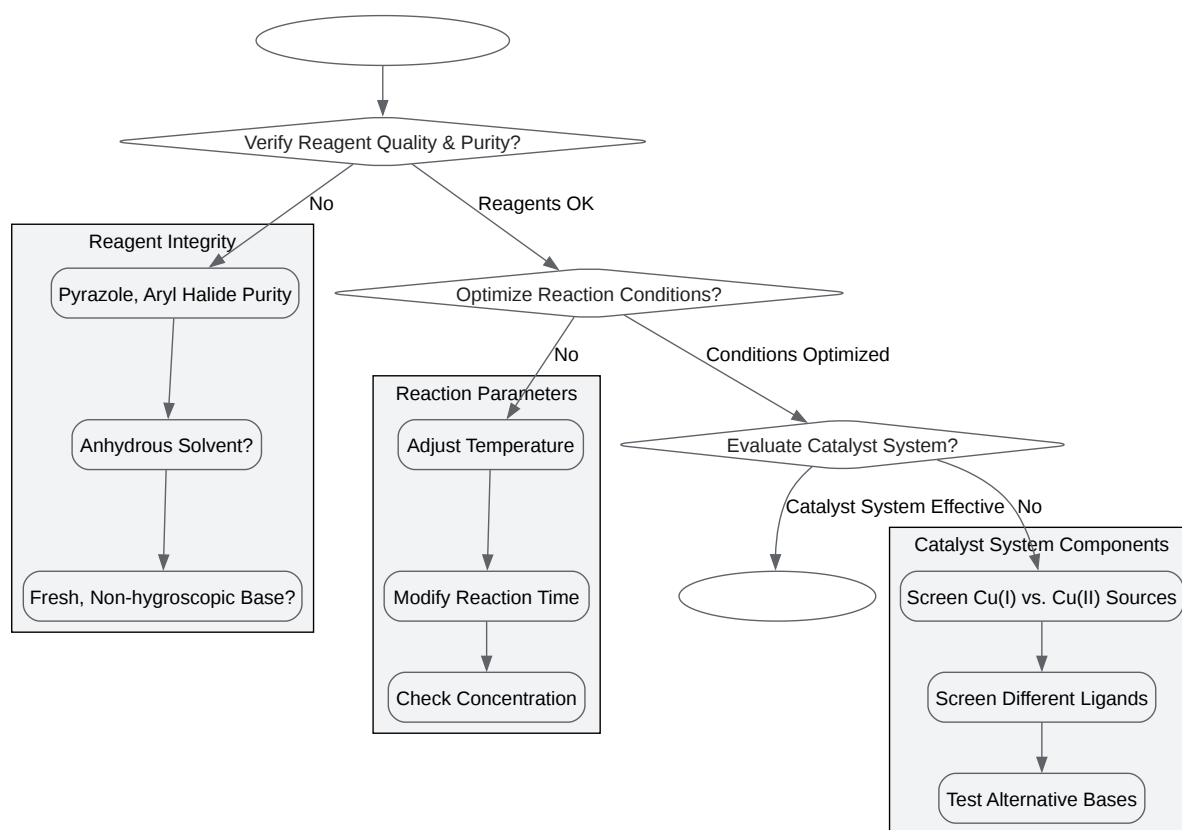 Verify Reagent Quality & Purity?
No
Reagents OK
Reagent Integrity
Pyrazole, Aryl Halide Purity
Optimize Reaction Conditions?
No
Conditions Optimized
Reaction Parameters
Anhydrous Solvent?
Adjust Temperature
Evaluate Catalyst System?
Catalyst System Effective
No
Catalyst System Components
Fresh, Non-hygroscopic Base?
Modify Reaction Time
Screen Cu(I) vs. Cu(II) Sources
Check Concentration
Screen Different Ligands
Test Alternative Bases